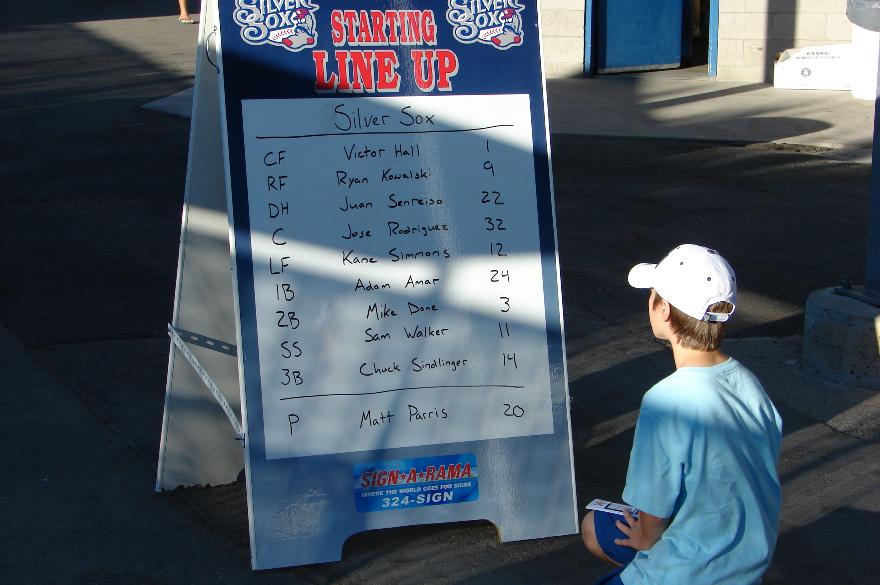 SILVER SOX
SILVER SOX
STARTING
LINE UP
Silver Sox
CF Victor Hall 1
RF Ryan Kowalski 9
DH Juan Senreiso 22
C Jose Rodriguez 32
LF Kane Simmons 12
1B Adam Amar 24
2B Mike Done 3
SS Sam Walker 11
3B Chuck Sindlinger 14
P Matt Parris 20
SIGN★A★RAMA
WHERE THE WORLD GOES FOR SIGNS
324-SIGN